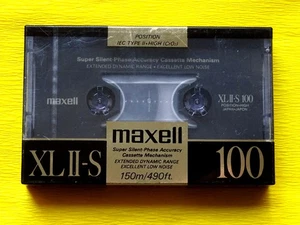 POSITION
IEC TYPE II•HIGH (CrO₂)
Super Silent-Phase Accuracy Cassette Mechanism
EXTENDED DYNAMIC RANGE • EXCELLENT LOW NOISE
maxell
XLII-S 100
POSITION•HIGH
maxell
Super Silent-Phase Accuracy
Cassette Mechanism
EXTENDED DYNAMIC RANGE
EXCELLENT LOW NOISE
150m/490ft.
XLII-S
100